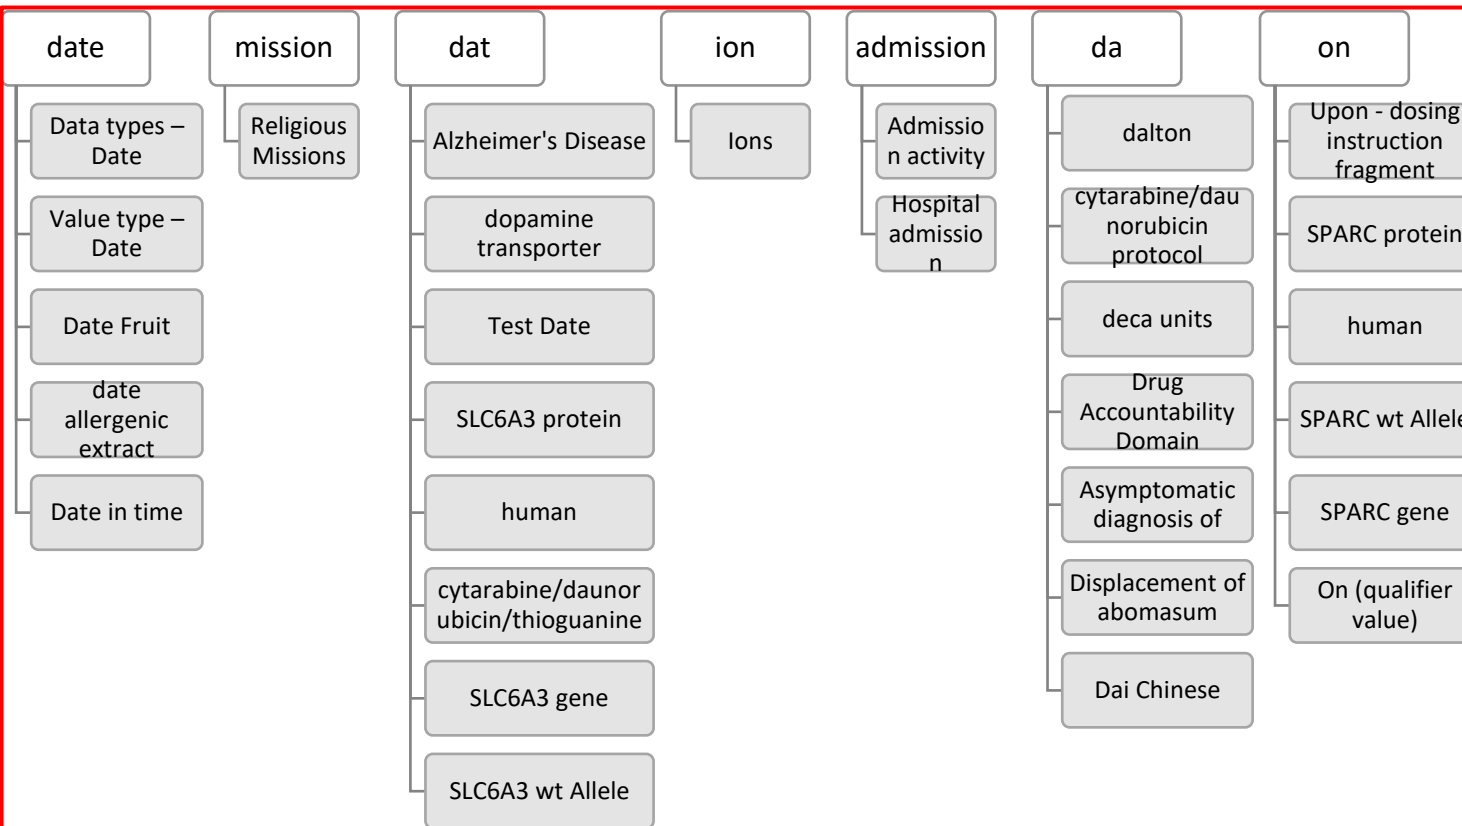 date
Data types –
Date
Value type –
Date
Date Fruit
date
allergenic
extract
Date in time
mission
Religious
Missions
dat
Alzheimer's Disease
dopamine
transporter
Test Date
SLC6A3 protein
human
cytarabine/daunor
ubicin/thioguanine
SLC6A3 gene
SLC6A3 wt Allele
ion
Ions
admission
Admissio
n activity
Hospital
admissio
n
da
dalton
cytarabine/dau
norubicin
protocol
deca units
Drug
Accountability
Domain
Asymptomatic
diagnosis of
Displacement of
abomasum
Dai Chinese
on
Upon - dosing
instruction
fragment
SPARC protein
human
SPARC wt Allele
SPARC gene
On (qualifier
value)